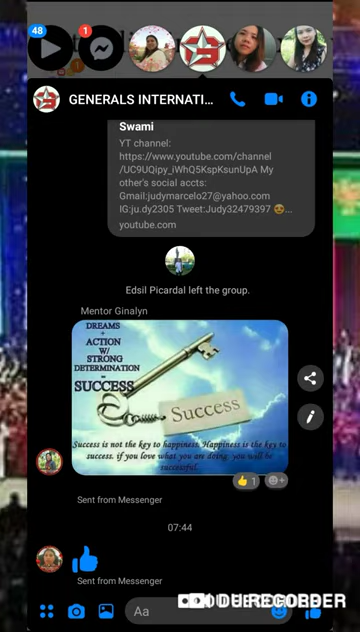 48
1
GENERALS INTERNATI...
Swami
YT channel:
https://www.youtube.com/channel
/UC9UQipy_iWhQ5KspKsunUpA My
other's social accts:
Gmail:judymarcelo27@yahoo.com
IG:ju.dy2305 Tweet:Judy32479397 😍...
youtube.com
Edsil Picardal left the group.
Mentor Ginalyn
DREAMS
+
ACTION
W/
STRONG
DETERMINATION
=
SUCCESS
Success
Success is not the key to happiness. Happiness is the key to
success. if you love what you are doing, you will be
successful.
👍 1
Sent from Messenger
07:44
Sent from Messenger
Aa
DU RECORDER